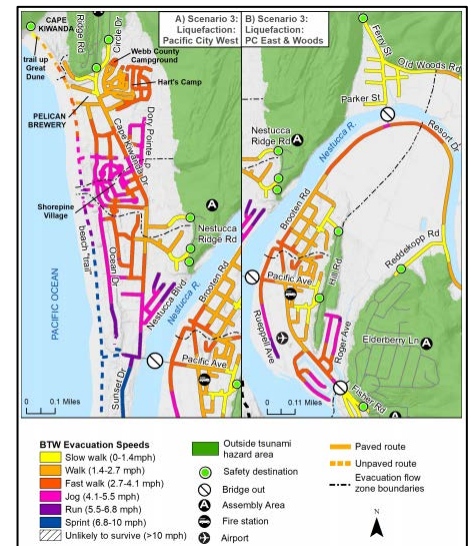 CAPE
KIWANDA
Ridge Rd
Circle Dr
A) Scenario 3:
Liquefaction:
Pacific City West
B) Scenario 3:
Liquefaction:
PC East & Woods
trail up
Great
Dune
Webb County
Campground
Hart's Camp
PELICAN
BREWERY
Cape Kiwanda Dr
Dory Pointe Lp
Shorepine
Village
beach "trail"
Ocean Dr
PACIFIC OCEAN
A
Nestucca
Ridge Rd
Nestucca Blvd
Nestucca R.
Brooten Rd
Pacific Ave
Sunset Dr
0 0.1 Miles
Ferry St
Old Woods Rd
Parker St
Nestucca
Ridge Rd
A
Nestucca R.
Resort Dr
Brooten Rd
Reddekopp Rd
Pacific Ave
Hill Rd
Rueppell Ave
Roger Ave
Elderberry Ln
A
Fisher Rd
0 0.11 Miles
BTW Evacuation Speeds
Slow walk (0-1.4mph)
Walk (1.4-2.7 mph)
Fast walk (2.7-4.1 mph)
Jog (4.1-5.5 mph)
Run (5.5-6.8 mph)
Sprint (6.8-10 mph)
Unlikely to survive (>10 mph)
Outside tsunami
hazard area
Safety destination
Bridge out
A Assembly Area
Fire station
Airport
Paved route
Unpaved route
Evacuation flow
zone boundaries
N